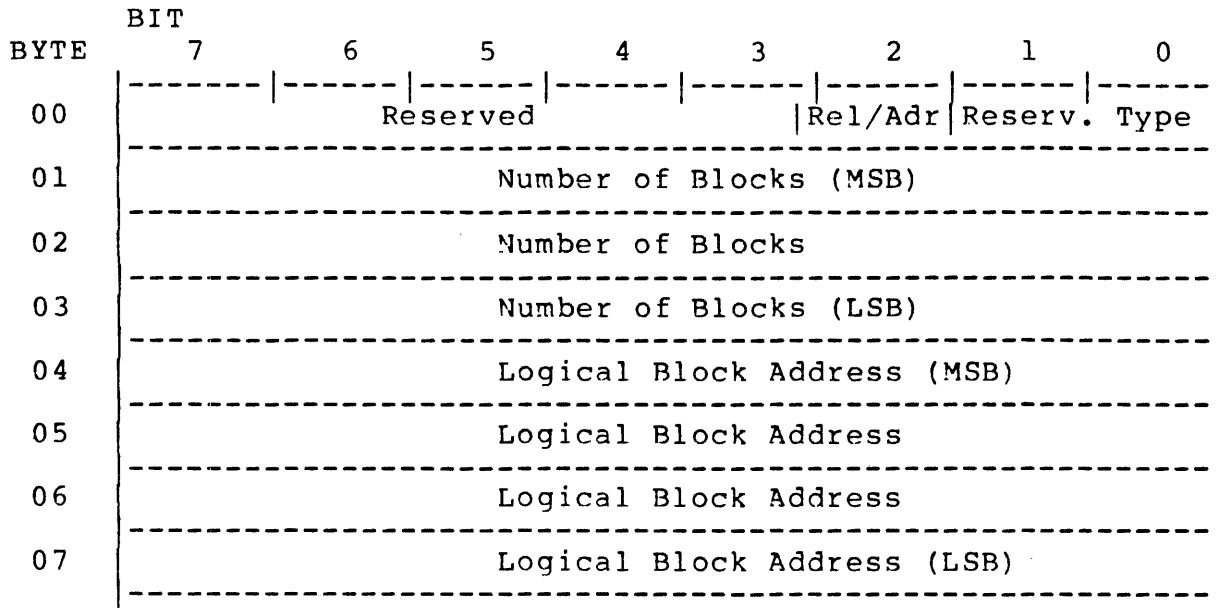 BIT
BYTE 7 6 5 4 3 2 1 0
00 Reserved |Rel/Adr|Reserv. Type
01 Number of Blocks (MSB)
02 Number of Blocks
03 Number of Blocks (LSB)
04 Logical Block Address (MSB)
05 Logical Block Address
06 Logical Block Address
07 Logical Block Address (LSB)